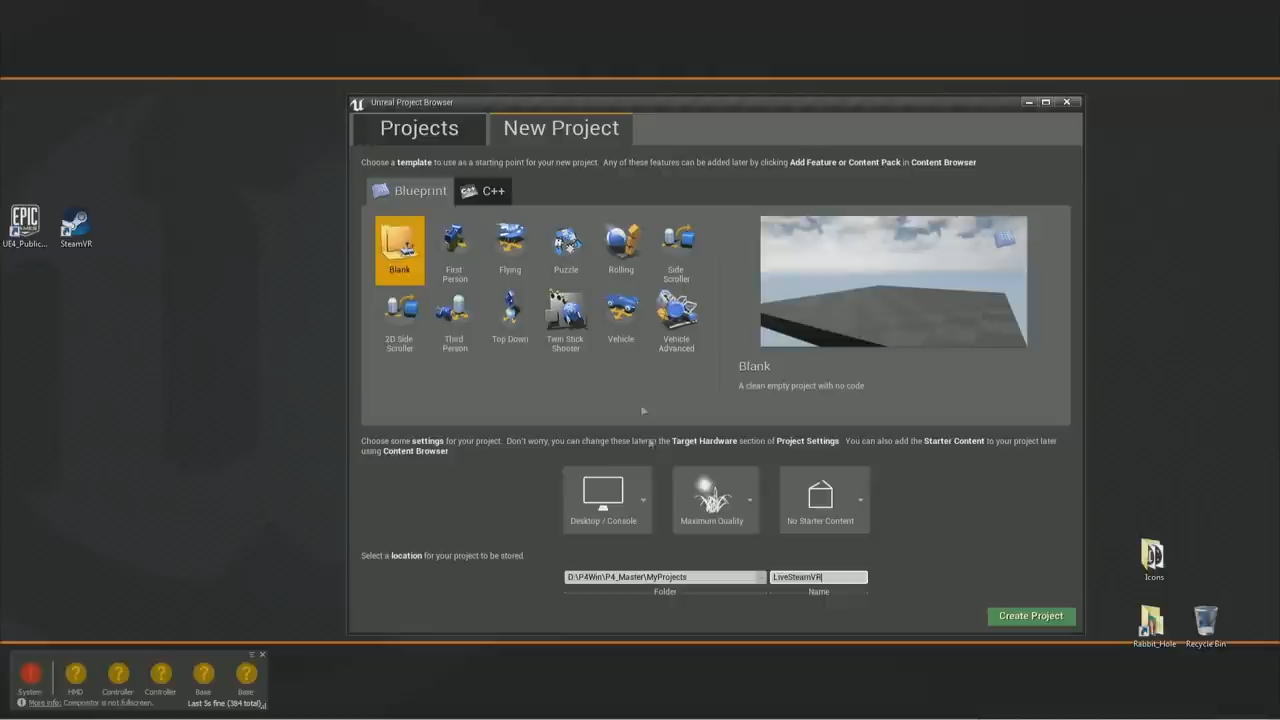 Unreal Project Browser
Projects
New Project
Choose a template to use as a starting point for your new project. Any of these features can be added later by clicking Add Feature or Content Pack in Content Browser
Blueprint
C++
Blank
First Person
Flying
Puzzle
Rolling
Side Scroller
2D Side Scroller
Third Person
Top Down
Twin Stick Shooter
Vehicle
Vehicle Advanced
Blank
A clean empty project with no code
EPIC
GAMES
UE4_Public...
SteamVR
Choose some settings for your project. Don't worry, you can change these later in the Target Hardware section of Project Settings You can also add the Starter Content to your project later
using Content Browser
Desktop / Console
Maximum Quality
No Starter Content
Select a location for your project to be stored.
D:\P4Win\P4_Master\MyProjects
LiveSteamVR
Folder
Name
Create Project
Icons
Rabbit_Hole
Recycle Bin
System
HMD
Controller
Controller
Base
Base
More info: Compositor is not fullscreen.
Last 5s fine (384 total)